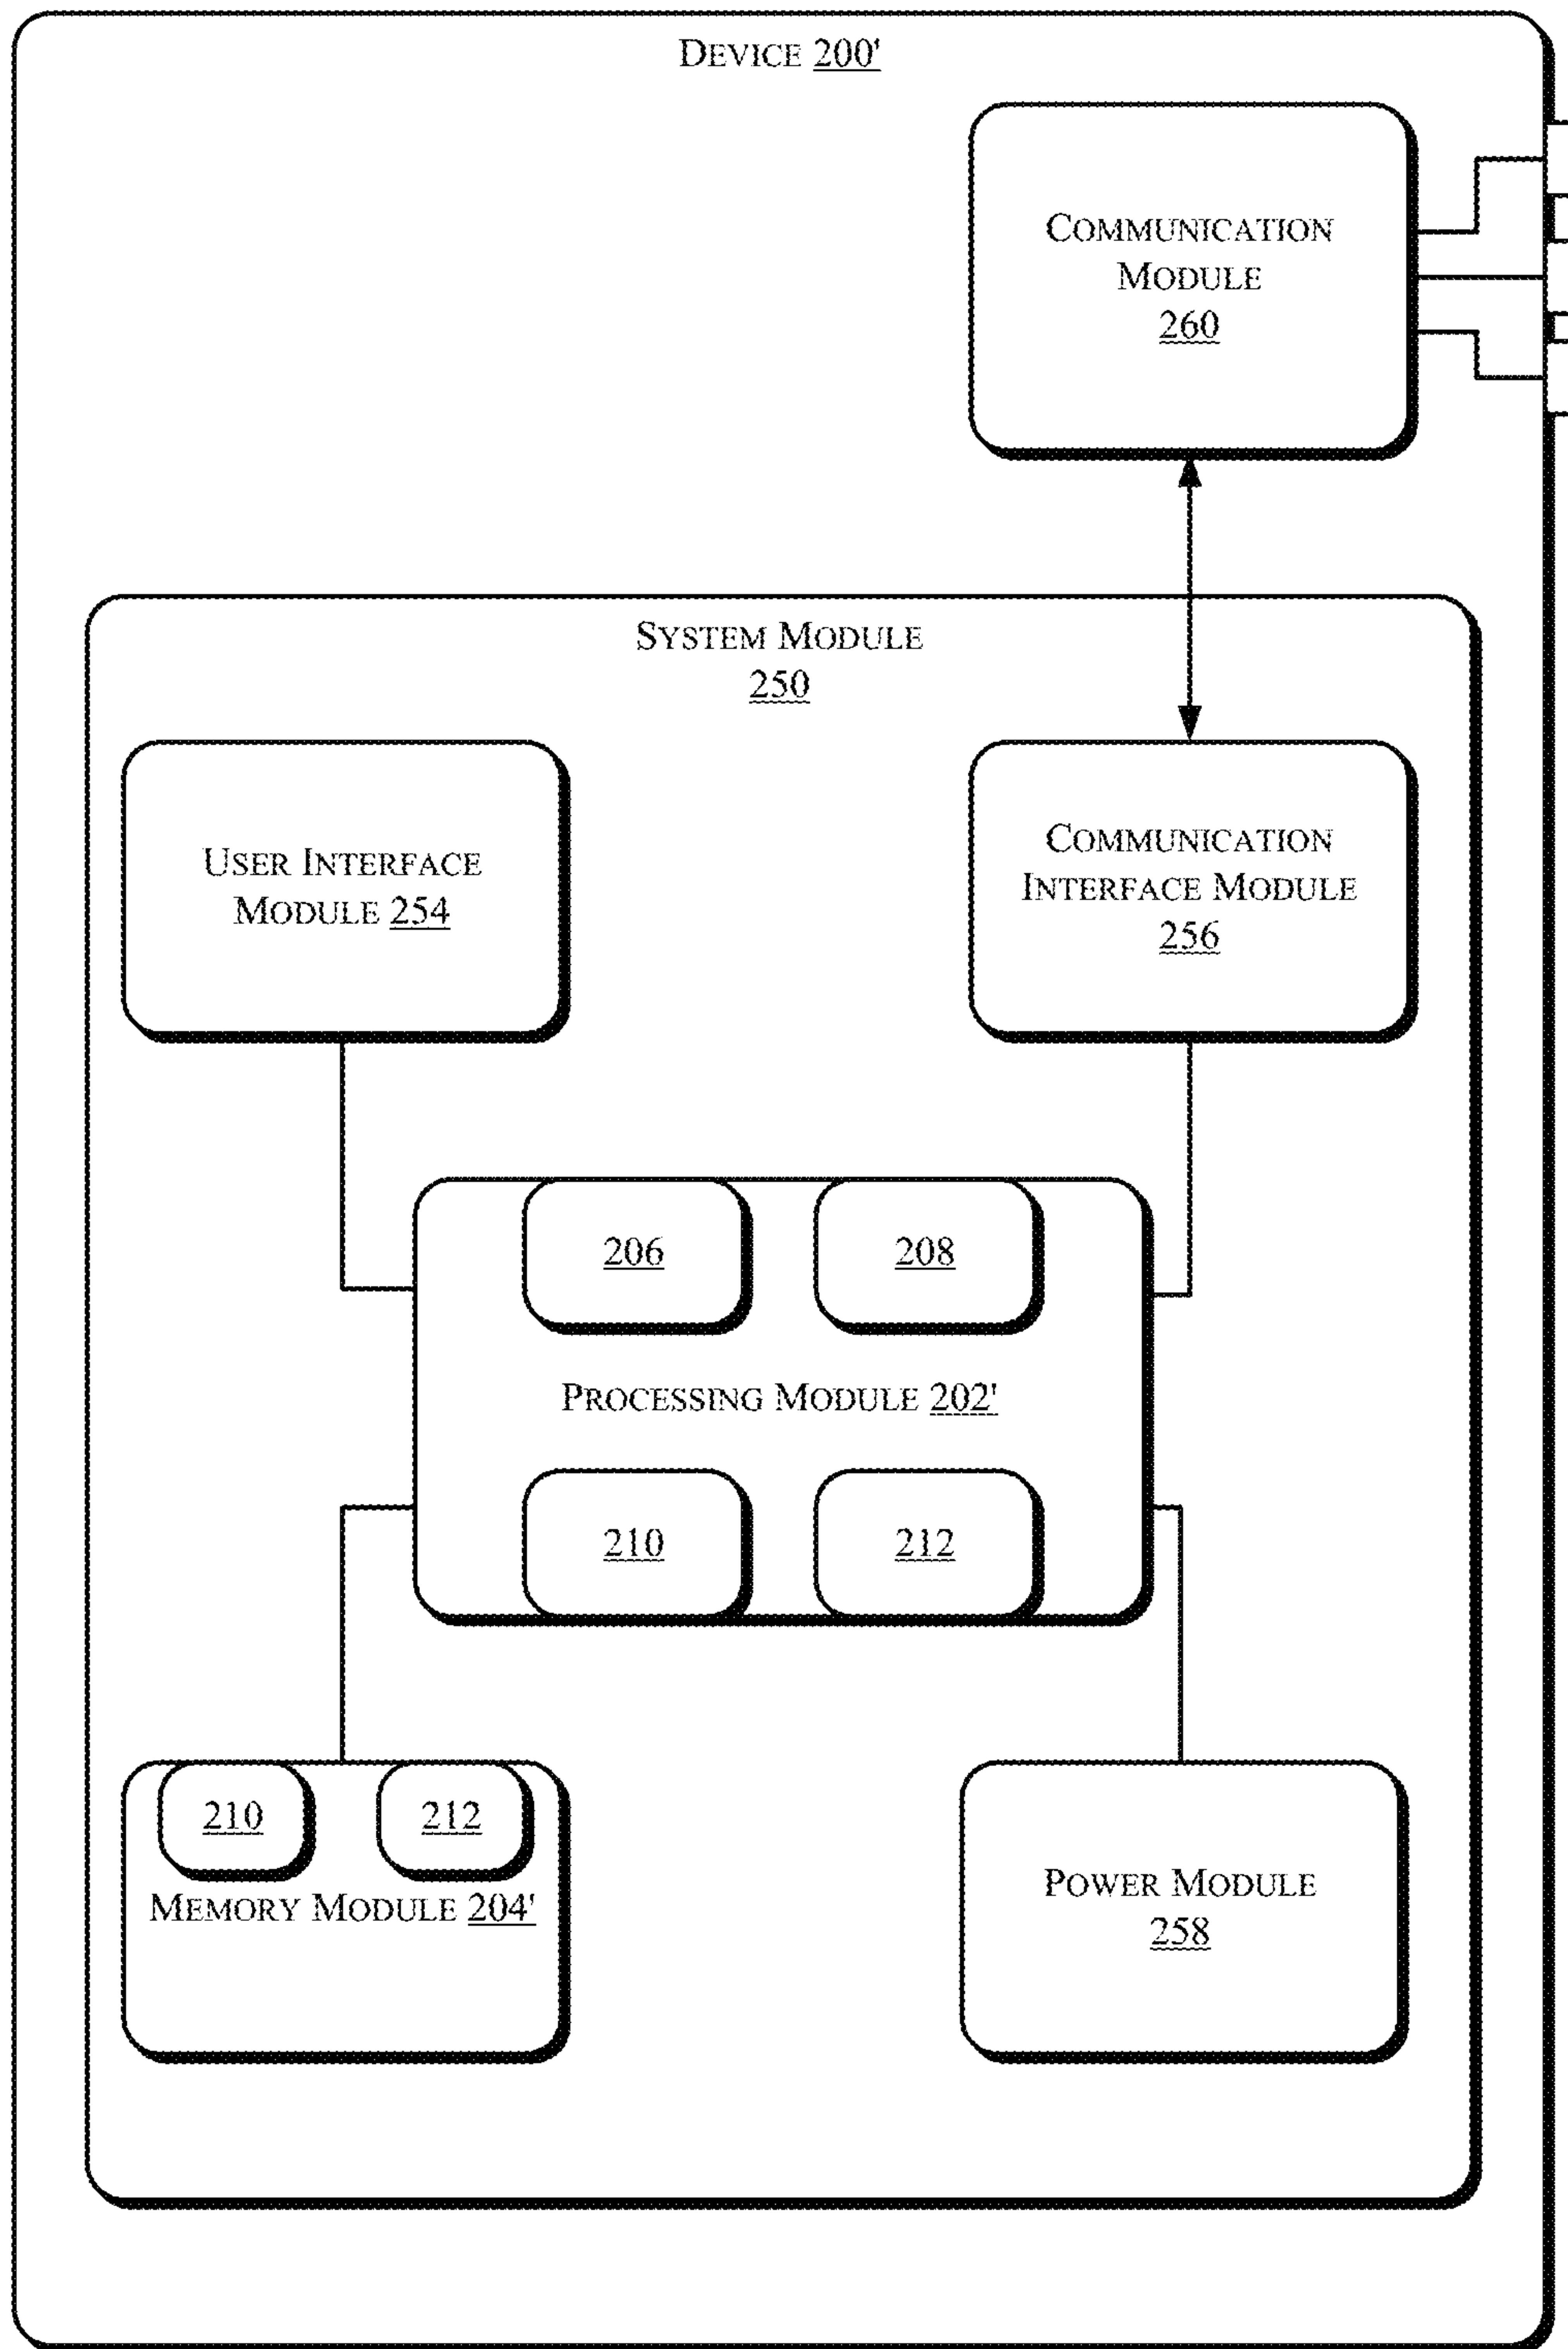 DEVICE 200'
COMMUNICATION
MODULE
260
SYSTEM MODULE
250
USER INTERFACE
MODULE 254
COMMUNICATION
INTERFACE MODULE
256
206
208
PROCESSING MODULE 202'
210
212
210
212
MEMORY MODULE 204'
POWER MODULE
258